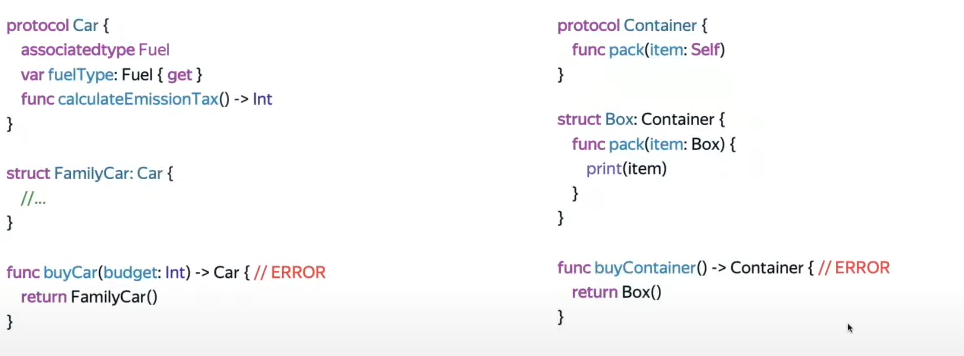 protocol Car {
associatedtype Fuel
var fuelType: Fuel { get }
func calculateEmissionTax() -> Int
}
struct FamilyCar: Car {
//...
}
func buyCar(budget: Int) -> Car { // ERROR
return FamilyCar()
}
protocol Container {
func pack(item: Self)
}
struct Box: Container {
func pack(item: Box) {
print(item)
}
}
func buyContainer() -> Container { // ERROR
return Box()
}